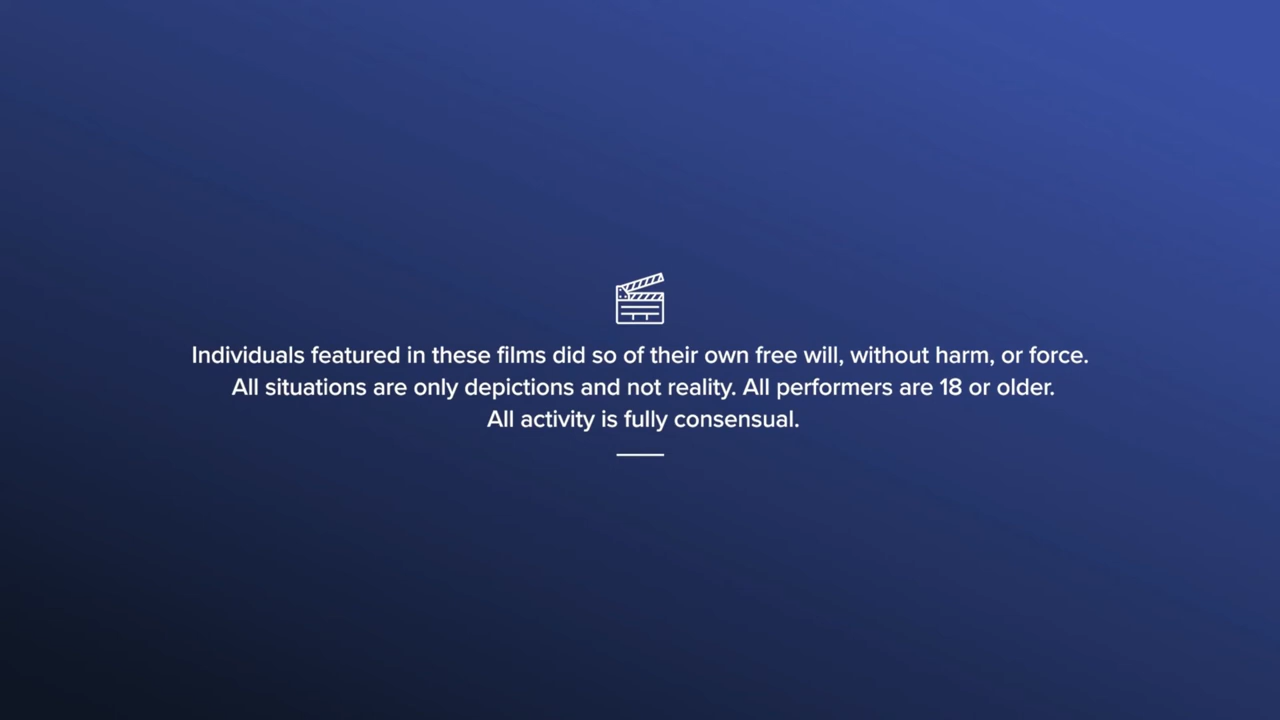 Individuals featured in these films did so of their own free will, without harm, or force.
All situations are only depictions and not reality. All performers are 18 or older.
All activity is fully consensual.